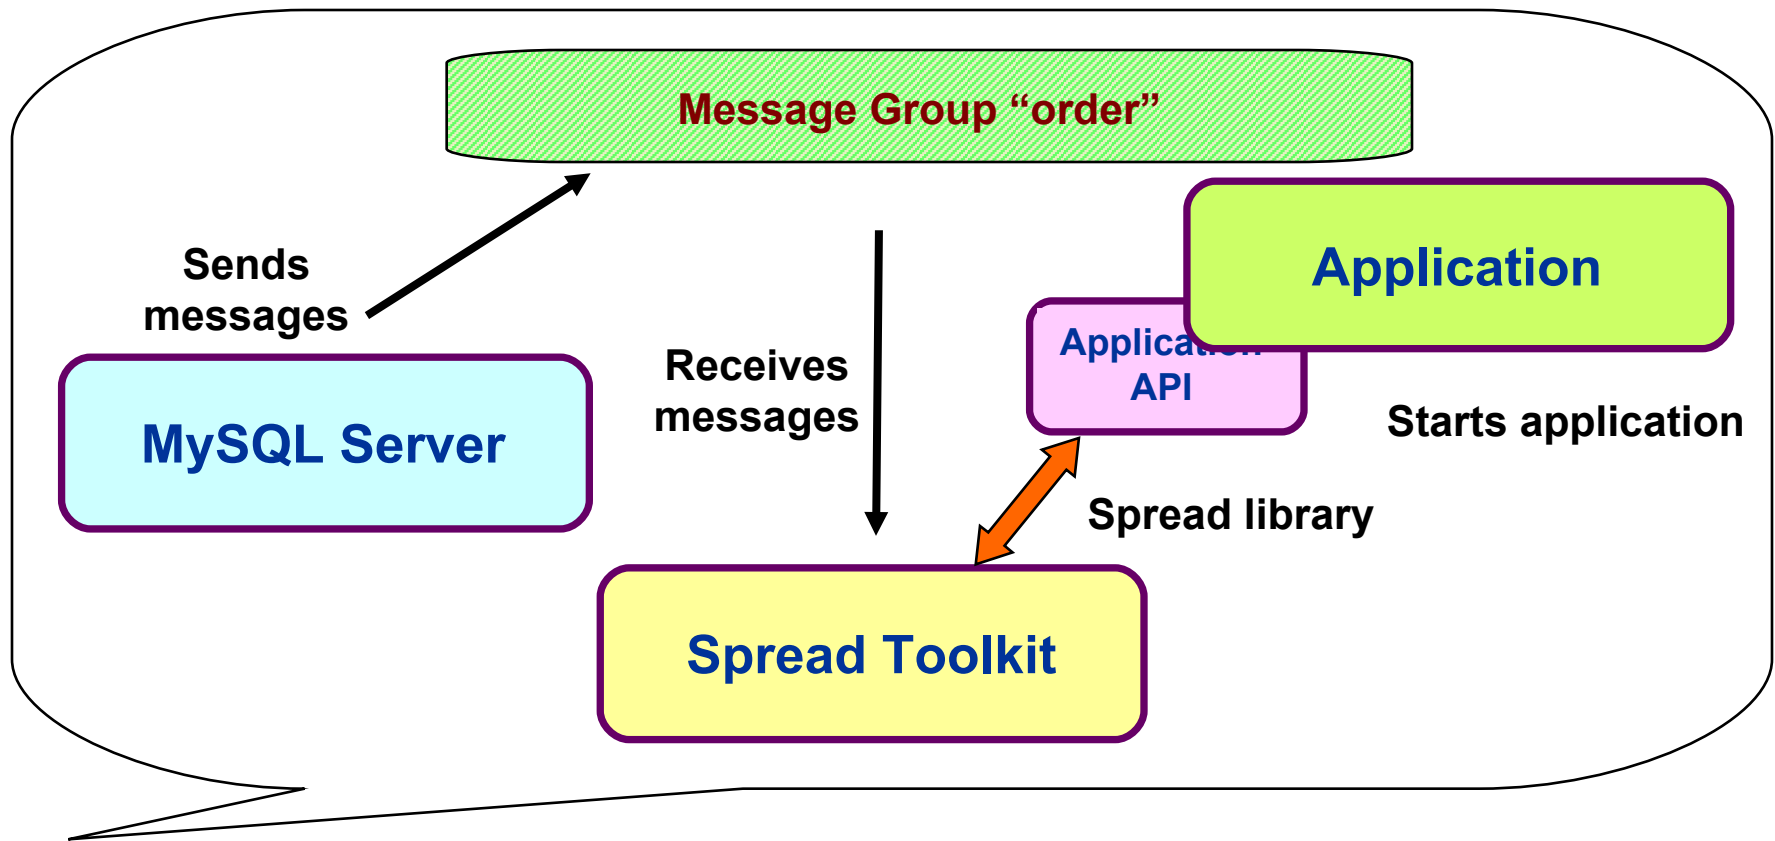 Message Group “order”
Sends
messages
Application
Application
API
Receives
messages
Starts application
MySQL Server
Spread library
Spread Toolkit